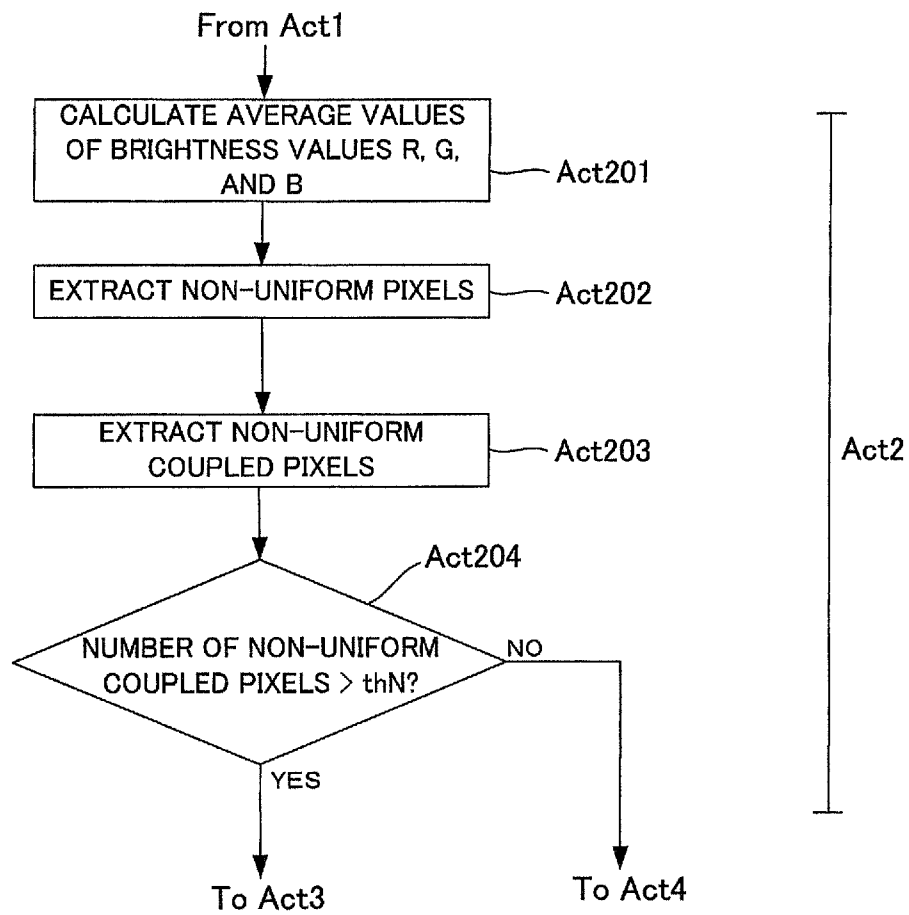 From Act1
CALCULATE AVERAGE VALUES
OF BRIGHTNESS VALUES R, G,
AND B
Act201
EXTRACT NON-UNIFORM PIXELS
Act202
EXTRACT NON-UNIFORM
COUPLED PIXELS
Act203
Act2
Act204
NUMBER OF NON-UNIFORM
COUPLED PIXELS > thN?
NO
YES
To Act3
To Act4